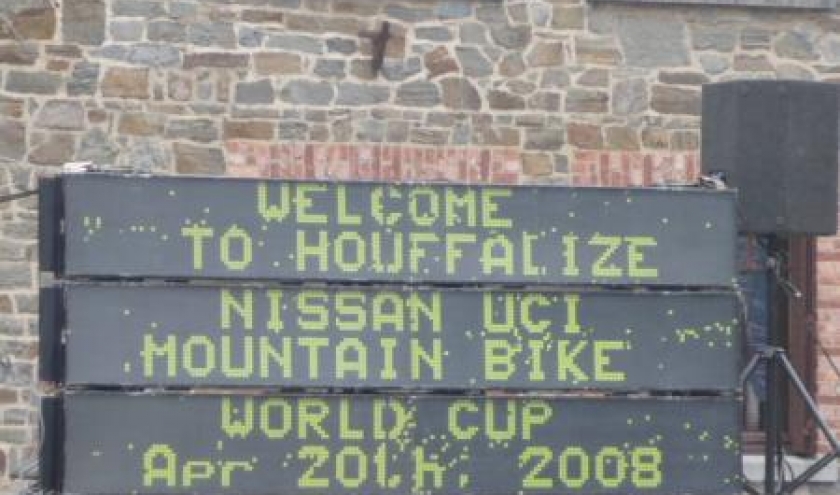 WELCOME
TO HOUFFALIZE
NISSAN UCI
MOUNTAIN BIKE
WORLD CUP
Apr 20th, 2008